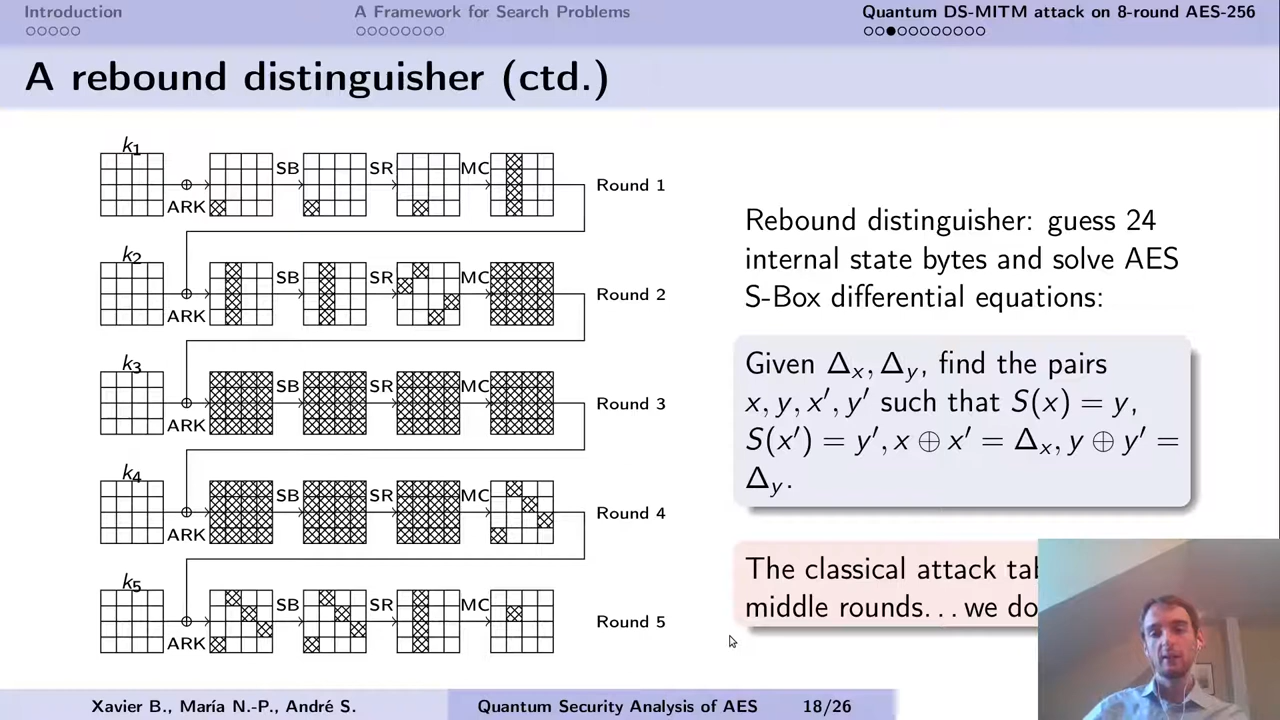 Introduction
A Framework for Search Problems
Quantum DS-MITM attack on 8-round AES-256
A rebound distinguisher (ctd.)
k1
SB
SR
MC
ARK
Round 1
k2
SB
SR
MC
ARK
Round 2
k3
SB
SR
MC
ARK
Round 3
k4
SB
SR
MC
ARK
Round 4
k5
SB
SR
MC
ARK
Round 5
Rebound distinguisher: guess 24
internal state bytes and solve AES
S-Box differential equations:
Given Δx, Δy, find the pairs
x, y, x′, y′ such that S(x) = y,
S(x′) = y′, x ⊕ x′ = Δx, y ⊕ y′ =
Δy.
The classical attack
middle rounds... we
Xavier B., María N.-P., André S.
Quantum Security Analysis of AES
18/26